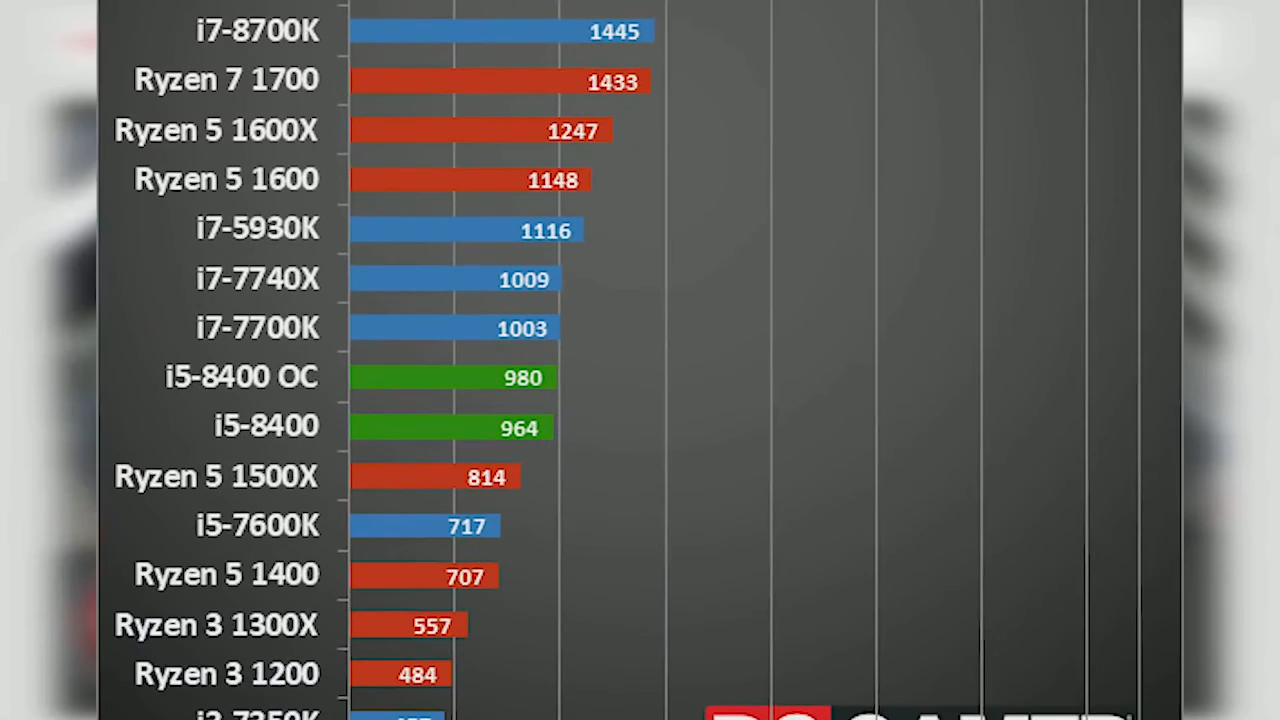 i7-8700K 1445
Ryzen 7 1700 1433
Ryzen 5 1600X 1247
Ryzen 5 1600 1148
i7-5930K 1116
i7-7740X 1009
i7-7700K 1003
i5-8400 OC 980
i5-8400 964
Ryzen 5 1500X 814
i5-7600K 717
Ryzen 5 1400 707
Ryzen 3 1300X 557
Ryzen 3 1200 484